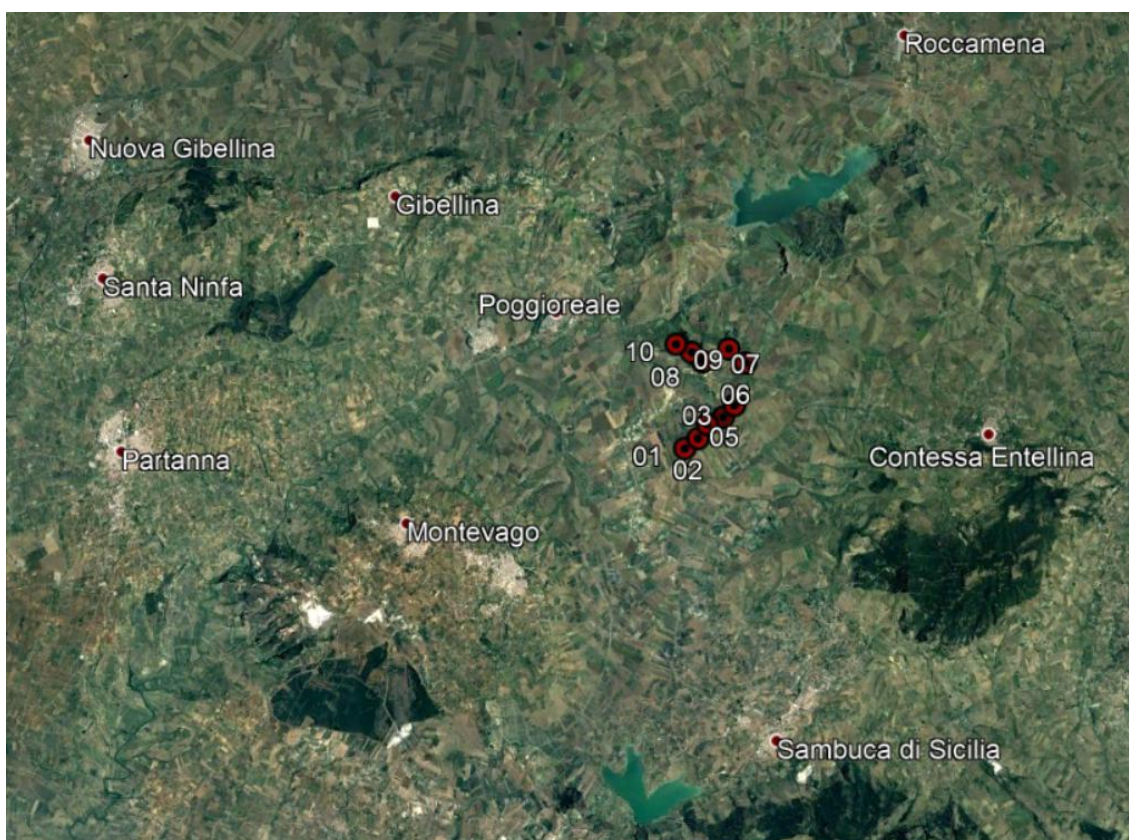 Roccamena
Nuova Gibellina
Gibellina
Santa Ninfa
Poggioreale
10
09
07
08
06
03
05
01
02
Partanna
Contessa Entellina
Montevago
Sambuca di Sicilia